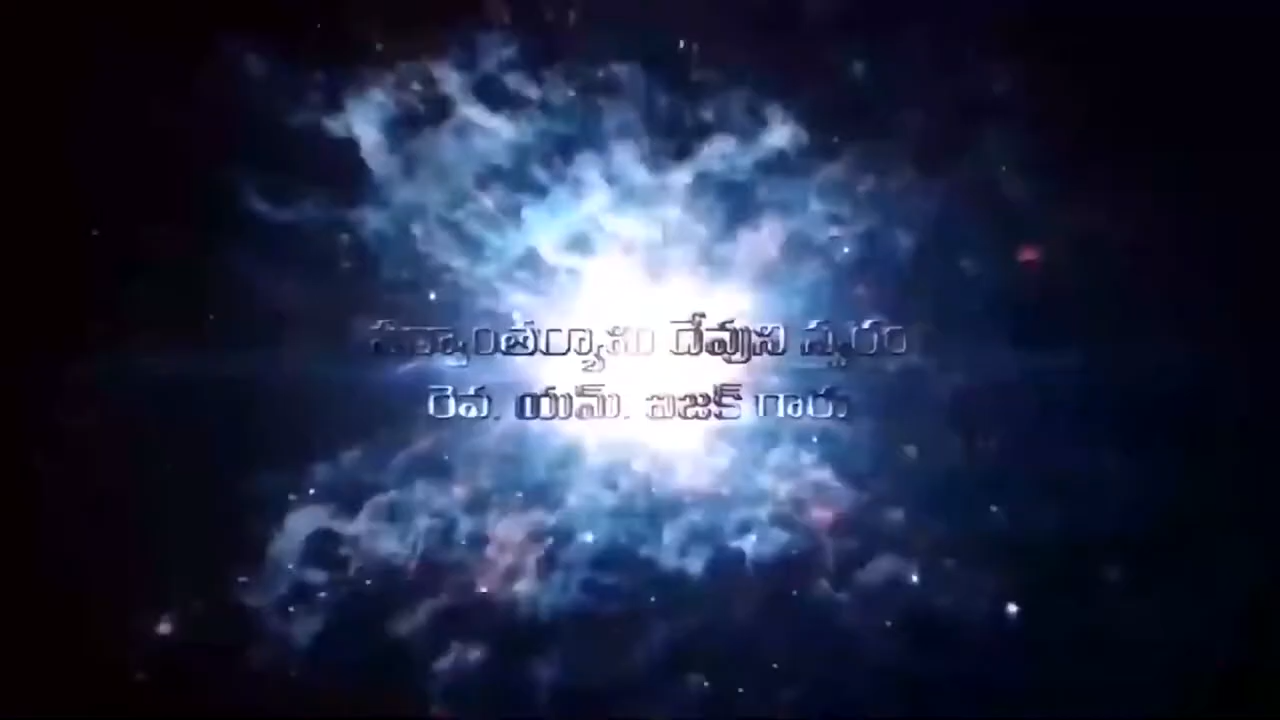 సర్వాంతర్యామి దేవుని స్వరం
రెవ. యమ్. ఐజక్ గారు